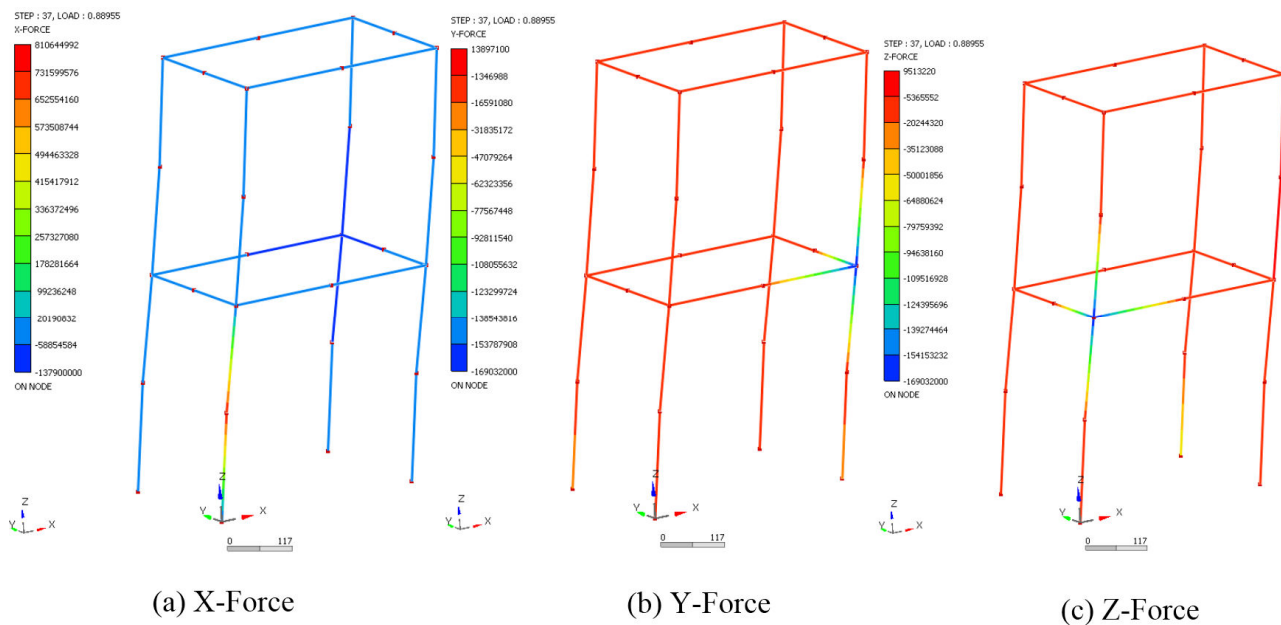 STEP : 37, LOAD : 0.88955
X-FORCE
810644992
731599576
652554160
573508744
494463328
415417912
336372496
257327080
178281664
99236248
20190832
-58854584
-137900000
ON NODE
Z
Y
X
Z
Y
X
0
117
(a) X-Force
STEP : 37, LOAD : 0.88955
Y-FORCE
13897100
-1346988
-16591080
-31835172
-47079264
-62323356
-77567448
-92811540
-108055632
-123299724
-138543816
-153787908
-169032000
ON NODE
Z
Y
X
Z
Y
X
0
117
(b) Y-Force
STEP : 37, LOAD : 0.88955
Z-FORCE
9513220
-5365552
-20244320
-35123088
-50001856
-64880624
-79759392
-94638160
-109516928
-124395696
-139274464
-154153232
-169032000
ON NODE
Z
Y
X
Z
Y
X
0
117
(c) Z-Force